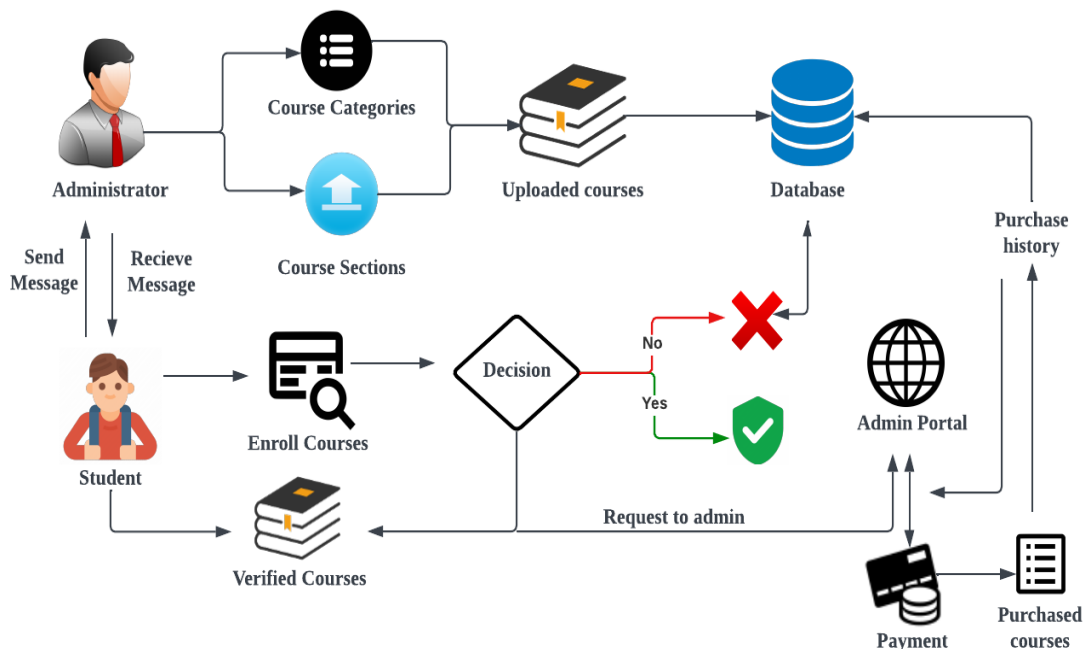 Course Categories
Administrator
Uploaded courses
Database
Purchase
history
Send
Message
Recieve
Message
Course Sections
No
Decision
Yes
Admin Portal
Enroll Courses
Student
Request to admin
Verified Courses
Payment
Purchased
courses